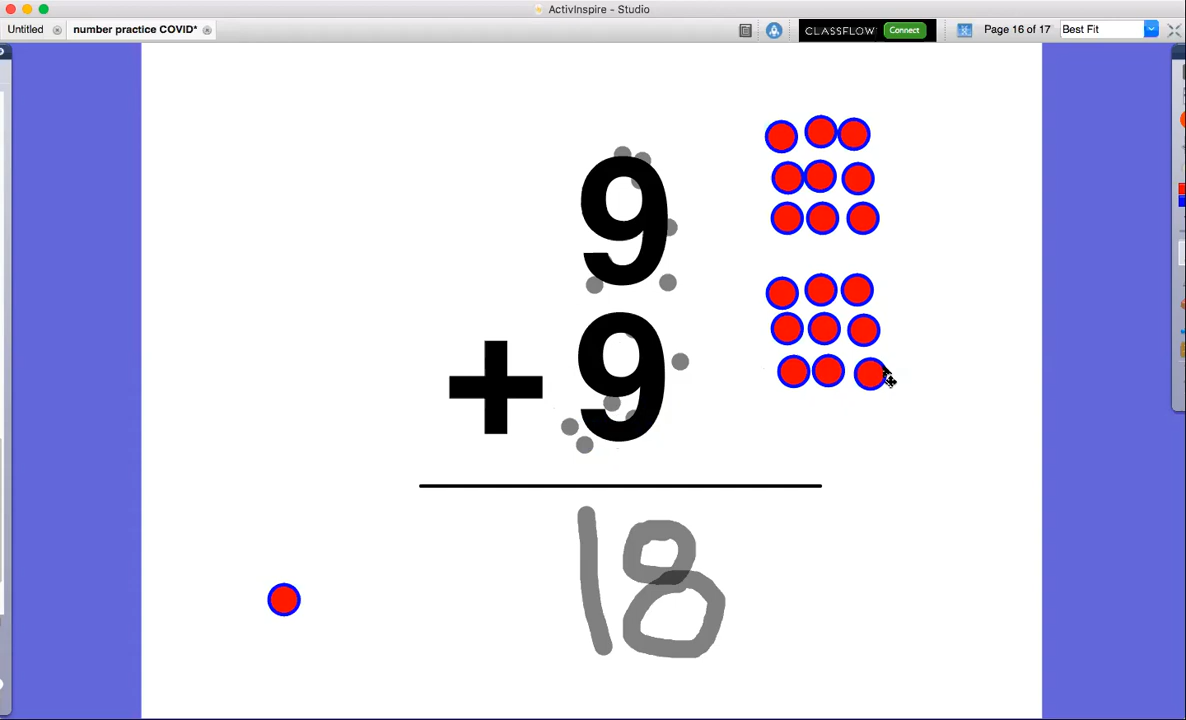 ActivInspire - Studio
Untitled number practice COVID* CLASSFLOW Connect Page 16 of 17 Best Fit
9
+ 9
18